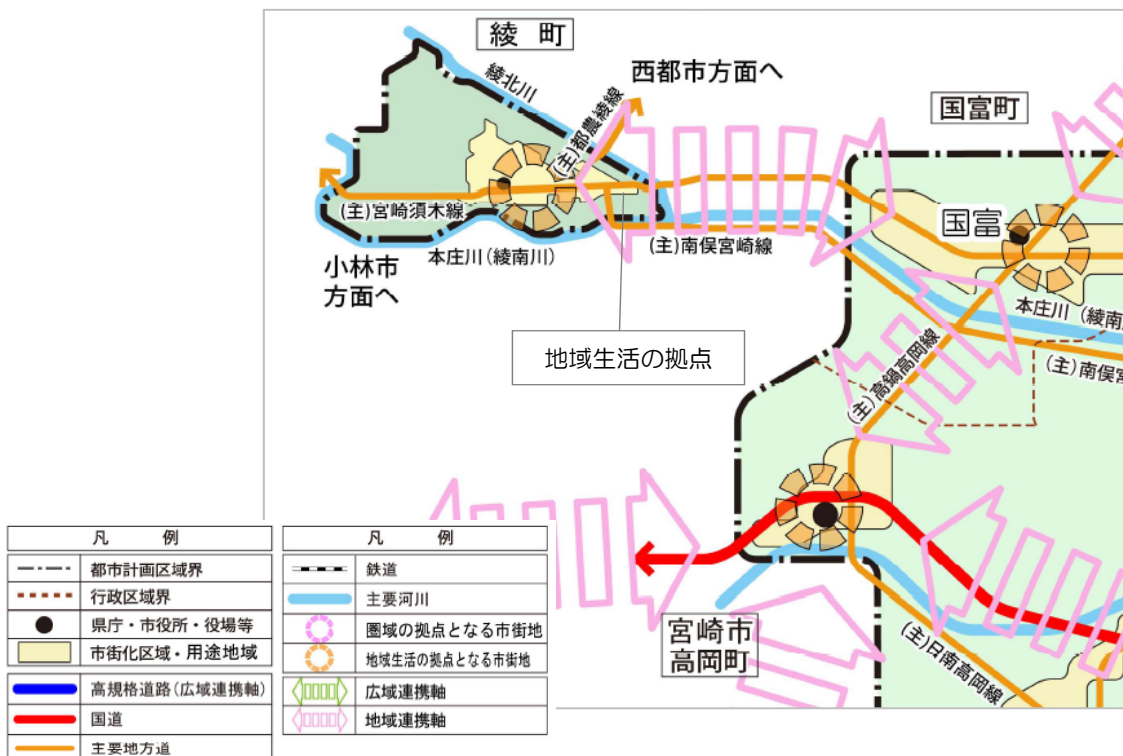 綾 町
西都市方面へ
綾北川
(主)都農綾線
国富町
(主)宮崎須木線
国富
(主)南俣宮崎線
本庄川(綾南川)
小林市
方面へ
本庄川(綾南
地域生活の拠点
(主)高鍋高岡線
(主)南俣宮
宮崎市
高岡町
(主)日南高岡線
凡 例
都市計画区域界
行政区域界
県庁・市役所・役場等
市街化区域・用途地域
高規格道路(広域連携軸)
国道
主要地方道
凡 例
鉄道
主要河川
圏域の拠点となる市街地
地域生活の拠点となる市街地
広域連携軸
地域連携軸